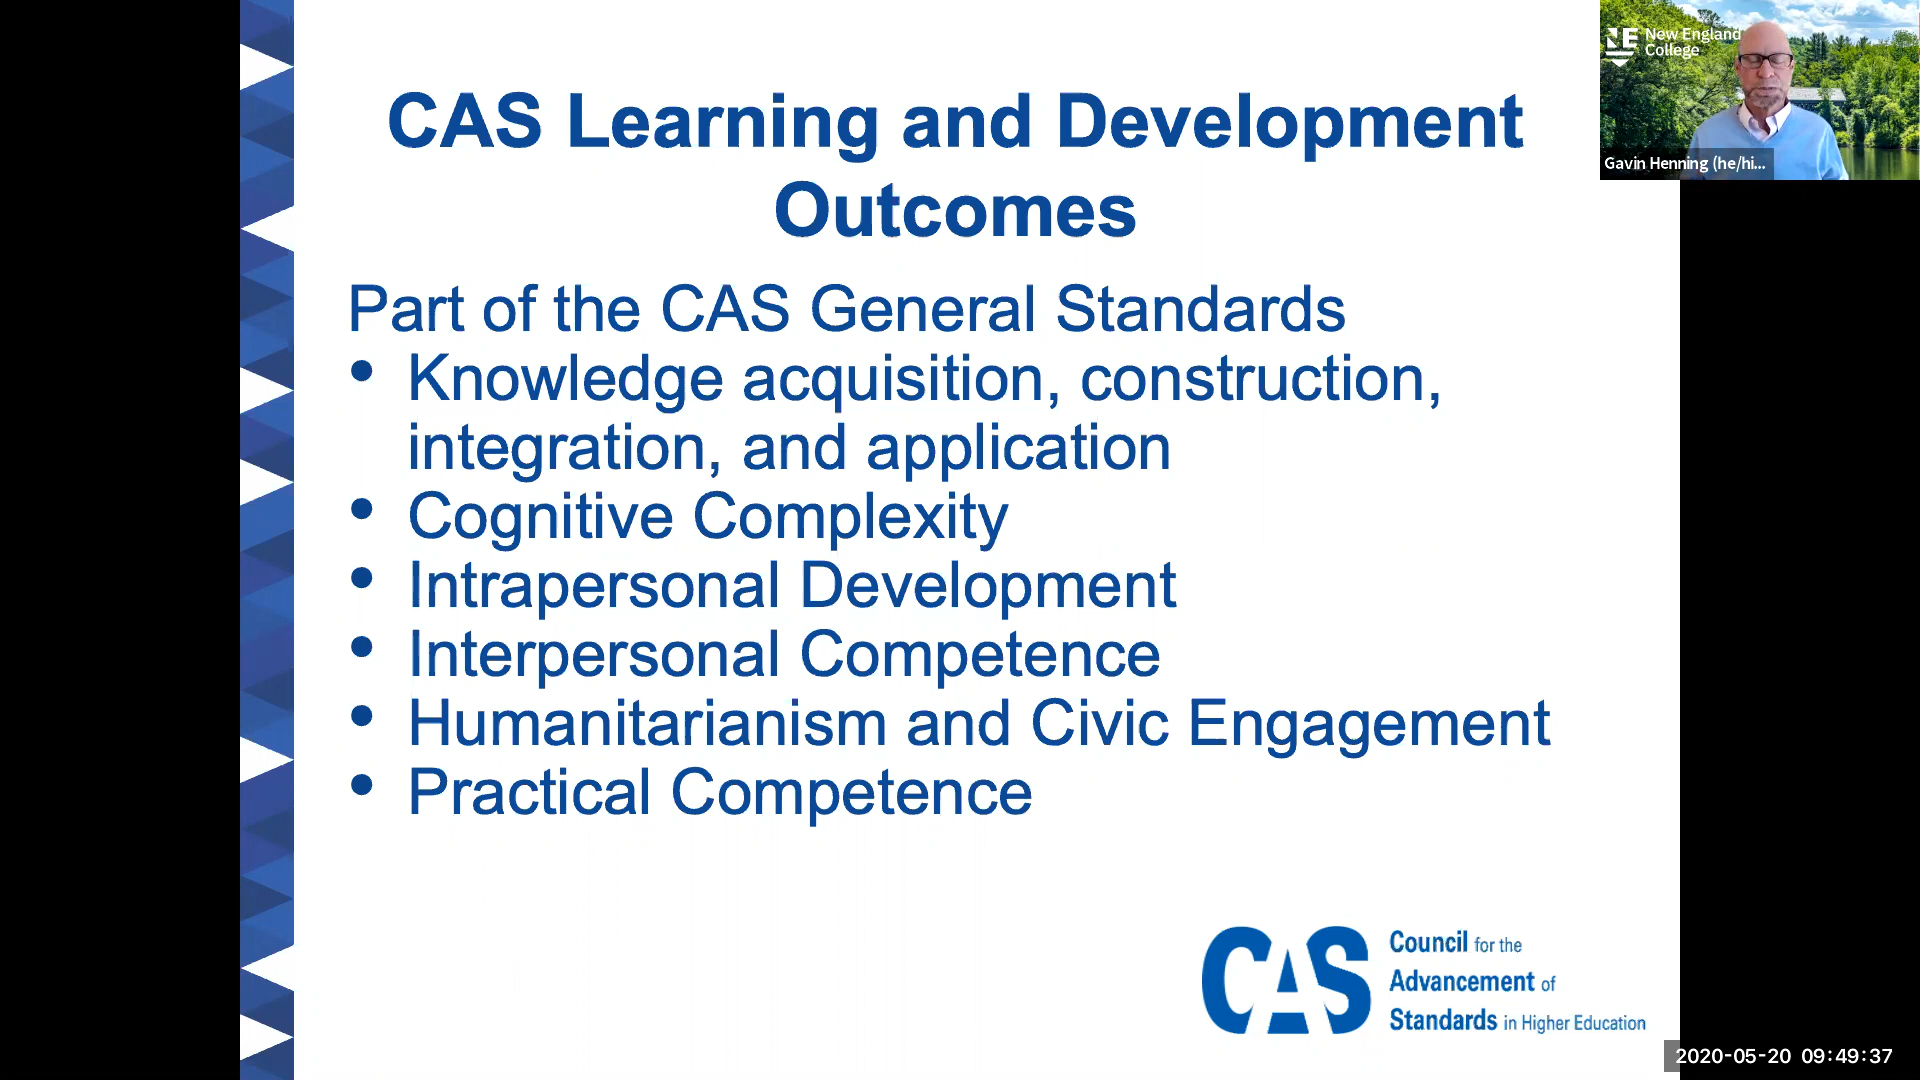 CAS Learning and Development
Outcomes
Part of the CAS General Standards
• Knowledge acquisition, construction,
integration, and application
• Cognitive Complexity
• Intrapersonal Development
• Interpersonal Competence
• Humanitarianism and Civic Engagement
• Practical Competence
CAS
Council for the
Advancement of
Standards in Higher Education
NE
New England
College
Gavin Henning (he/hi...
2020-05-20 09:49:37